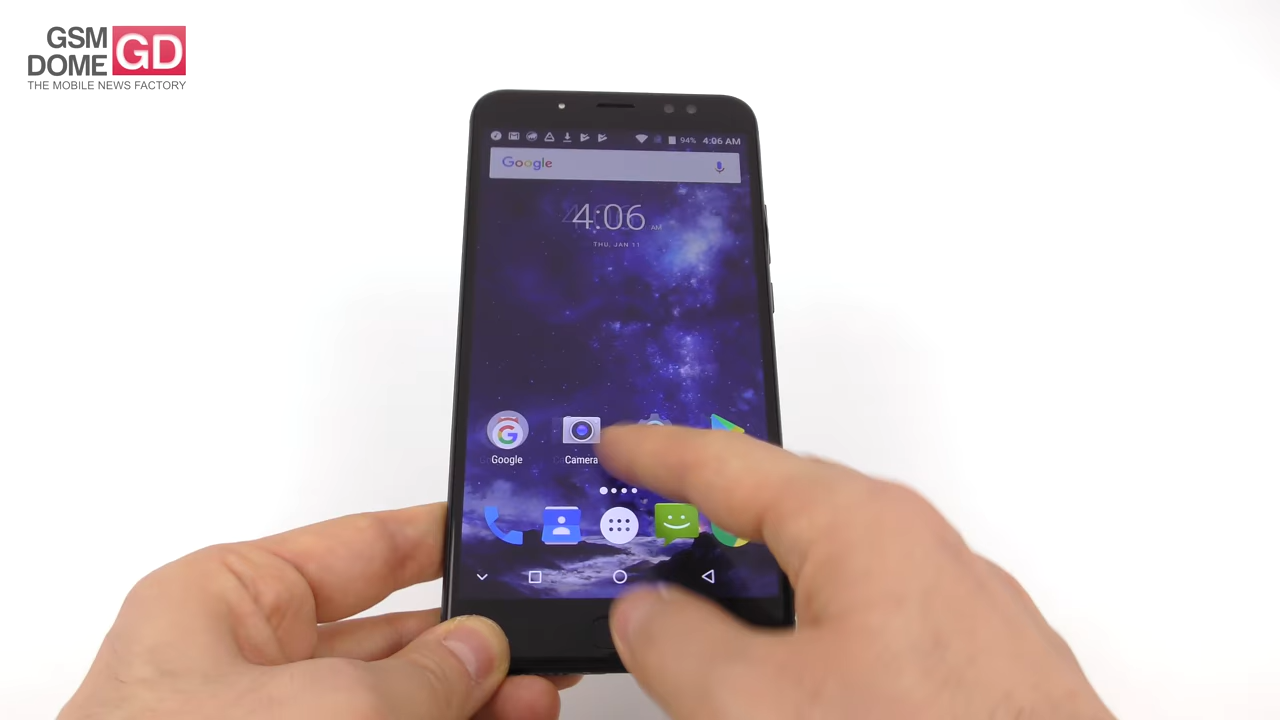 GSM
DOME GD
THE MOBILE NEWS FACTORY
94% 4:06 AM
Google
4:06 AM
THU, JAN 11
Google Camera